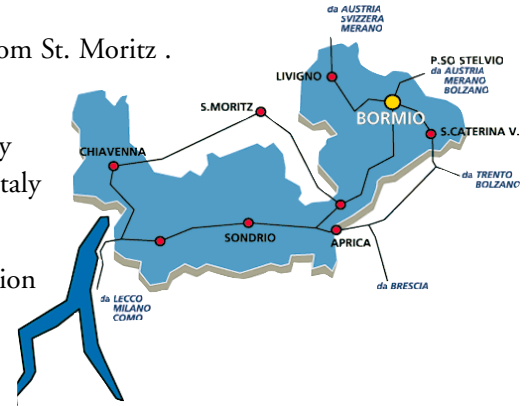 om St. Moritz .
y
taly
ion
da AUSTRIA
SVIZZERA
MERANO
P.SO STELVIO
da AUSTRIA
MERANO
BOLZANO
LIVIGNO
S.MORITZ
BORMIO
S.CATERINA V.
CHIAVENNA
da TRENTO
BOLZANO
SONDRIO
APRICA
da BRESCIA
da LECCO
MILANO
COMO